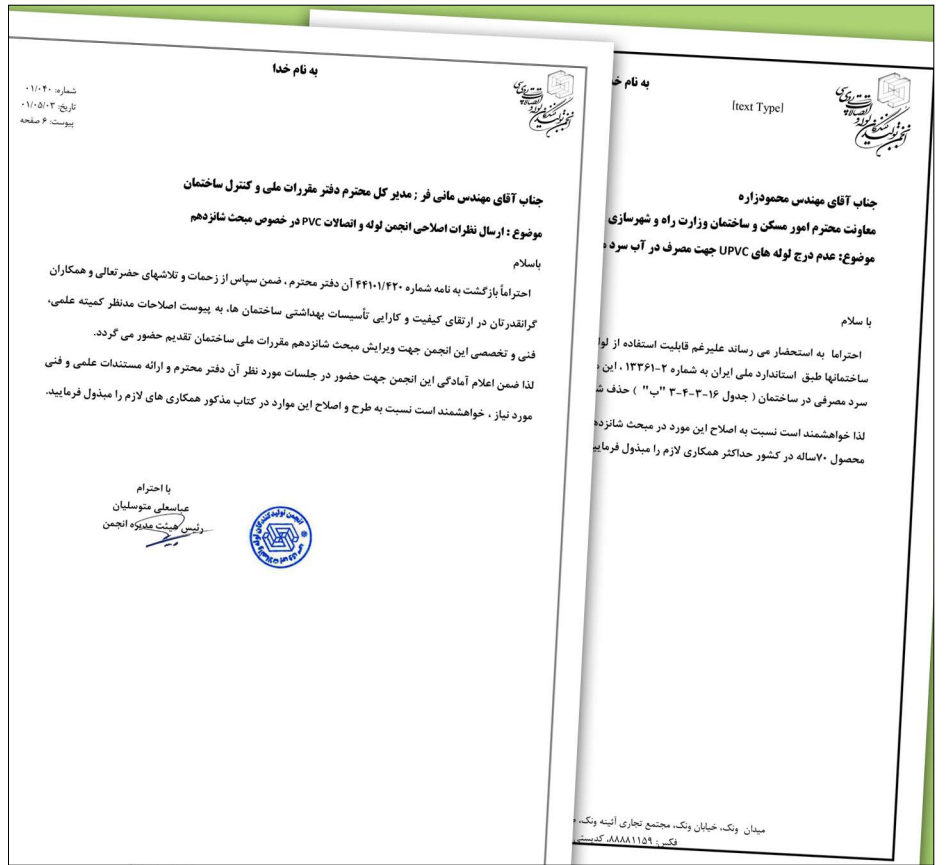 به نام خدا
شماره: ۰۱/۰۴۰
تاریخ: ۰۱/۰۵/۰۳
پیوست: ۶ صفحه
جناب آقای مهندس مانی فر ; مدیر کل محترم دفتر مقررات ملی و کنترل ساختمان
موضوع : ارسال نظرات اصلاحی انجمن لوله و اتصالات PVC در خصوص مبحث شانزدهم
باسلام
احتراماً بازگشت به نامه شماره ۴۴۱۰۱/۴۲۰ آن دفتر محترم ، ضمن سپاس از زحمات و تلاشهای حضرتعالی و همکاران
گرانقدرتان در ارتقای کیفیت و کارایی تأسیسات بهداشتی ساختمان ها، به پیوست اصلاحات مدنظر کمیته علمی،
فنی و تخصصی این انجمن جهت ویرایش مبحث شانزدهم مقررات ملی ساختمان تقدیم حضور می گردد.
لذا ضمن اعلام آمادگی این انجمن جهت حضور در جلسات مورد نظر آن دفتر محترم و ارائه مستندات علمی و فنی
مورد نیاز ، خواهشمند است نسبت به طرح و اصلاح این موارد در کتاب مذکور همکاری های لازم را مبذول فرمایید.
با احترام
عباسعلی متوسلیان
رئیس هیئت مدیره انجمن
به نام خد
[text Type]
جناب آقای مهندس محمودزاره
معاونت محترم امور مسکن و ساختمان وزارت راه و شهرسازی
موضوع: عدم درج لوله های UPVC جهت مصرف در آب سرد
با سلام
احتراما به استحضار می رساند علیرغم قابلیت استفاده از
ساختمانها طبق استاندارد ملی ایران به شماره ۲-۱۳۳۶۱ ، این
سرد مصرفی در ساختمان ( جدول ۱۶-۳-۴-۳ "ب" ) حذف
لذا خواهشمند است نسبت به اصلاح این مورد در مبحث
محصول ۷۰ساله در کشور حداکثر همکاری لازم را مبذول
میدان ونک، خیابان ونک، مجتمع تجاری آئینه ونک،
فکس: ۸۸۸۸۱۱۵۹، کدپستی